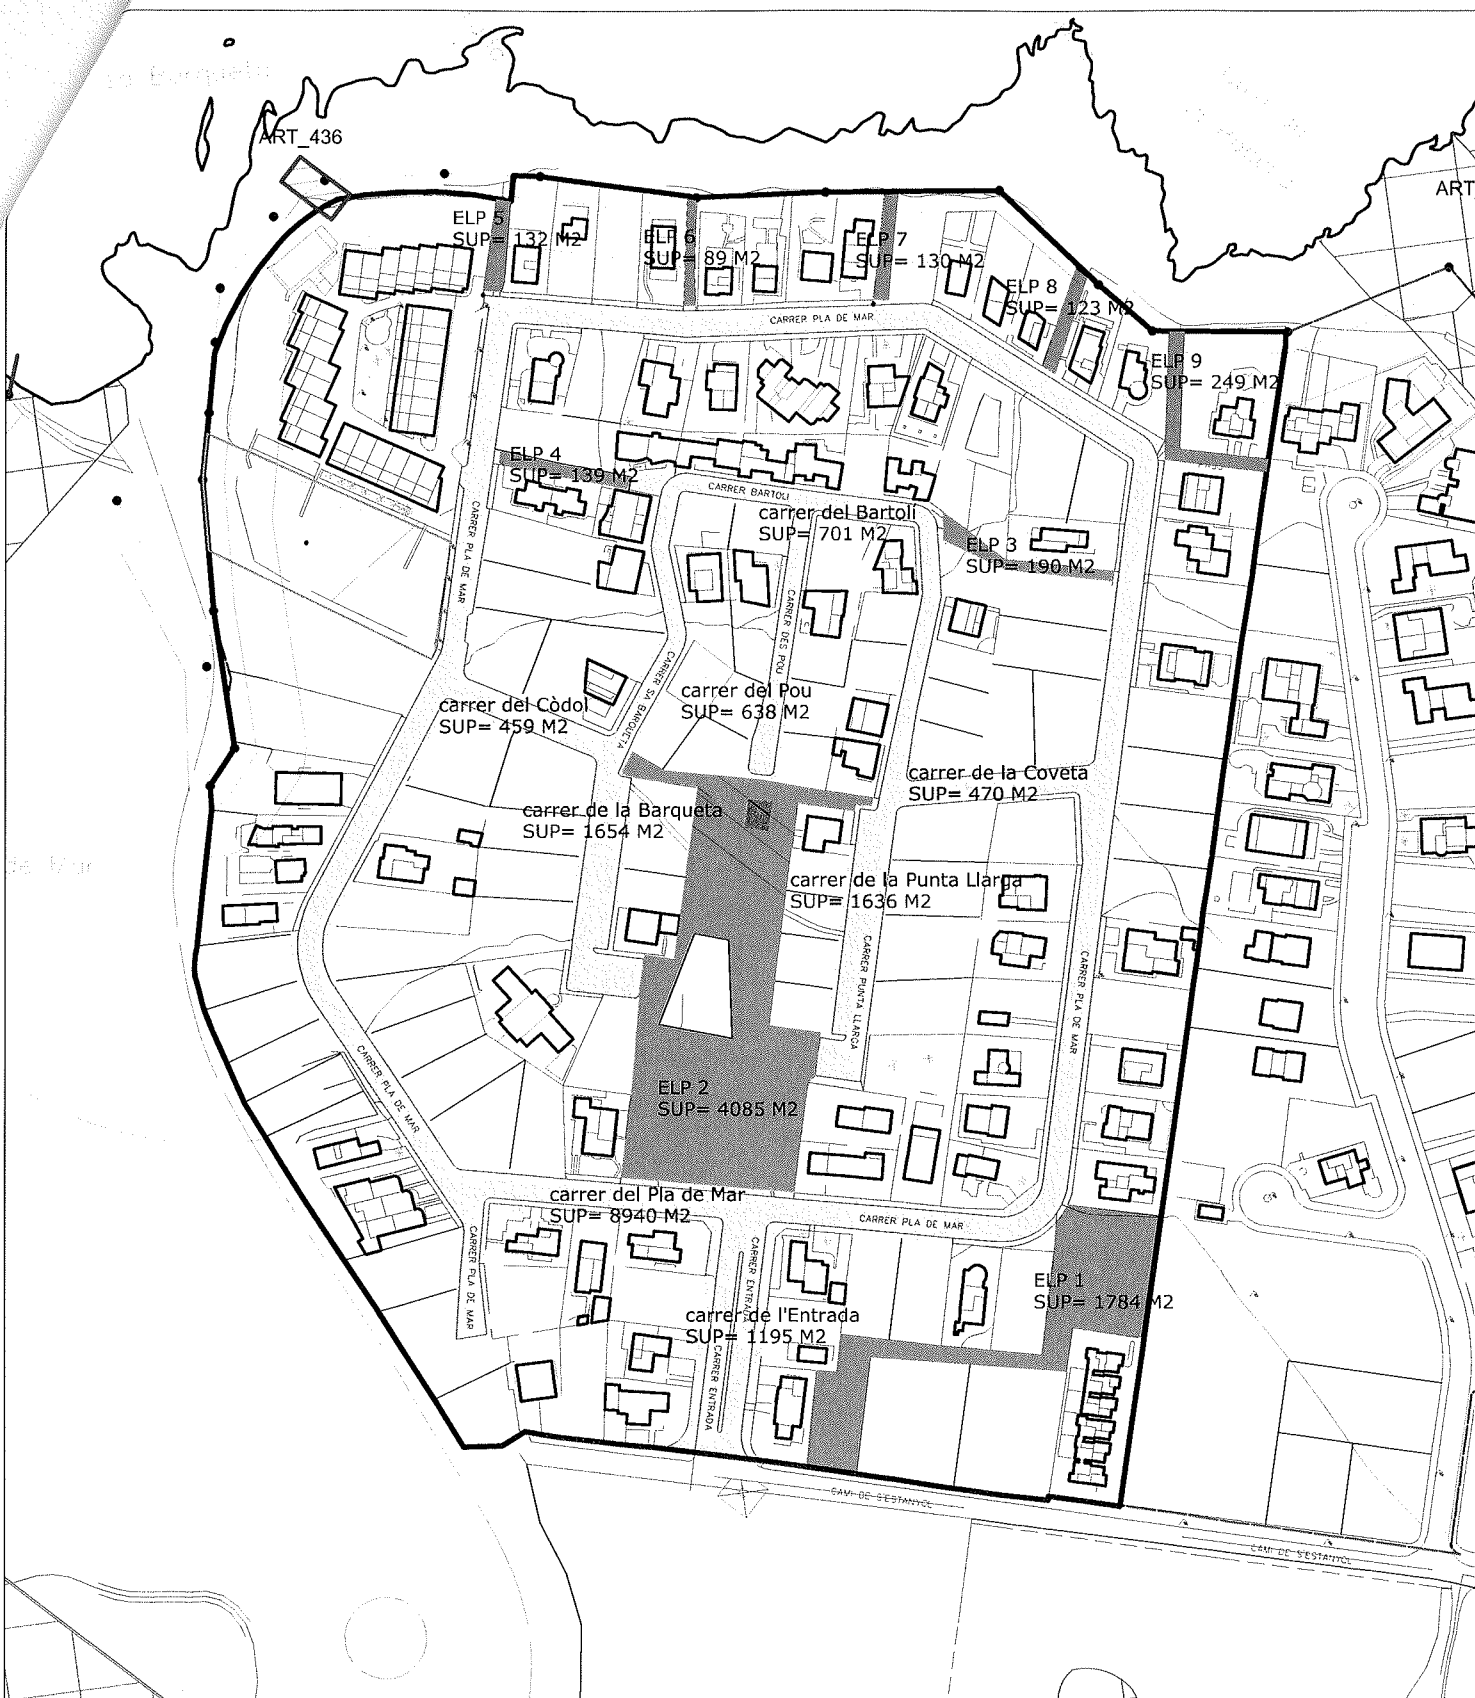 ART_436
ART
ELP 5
SUP= 132 M2
ELP 6
SUP= 89 M2
ELP 7
SUP= 130 M2
ELP 8
SUP= 123 M2
CARRER PLA DE MAR
ELP 9
SUP= 249 M2
ELP 4
SUP= 139 M2
CARRER BARTOLI
carrer del Bartolí
SUP= 701 M2
ELP 3
SUP= 190 M2
CARRER PLA DE MAR
CARRER DES POU
CARRER SA BARQUETA
carrer del Pou
SUP= 638 M2
carrer del Còdol
SUP= 459 M2
carrer de la Coveta
SUP= 470 M2
carrer de la Barqueta
SUP= 1654 M2
carrer de la Punta Llarga
SUP= 1636 M2
CARRER PUNTA LLARGA
CARRER PLA DE MAR
CARRER PLA DE MAR
ELP 2
SUP= 4085 M2
carrer del Pla de Mar
SUP= 8940 M2
CARRER PLA DE MAR
CARRER PLA DE MAR
CARRER ENTRADA
ELP 1
SUP= 1784 M2
carrer de l'Entrada
SUP= 1195 M2
CARRER ENTRADA
CAMI DE S'ESTANYOL
CAMI DE S'ESTANYOL